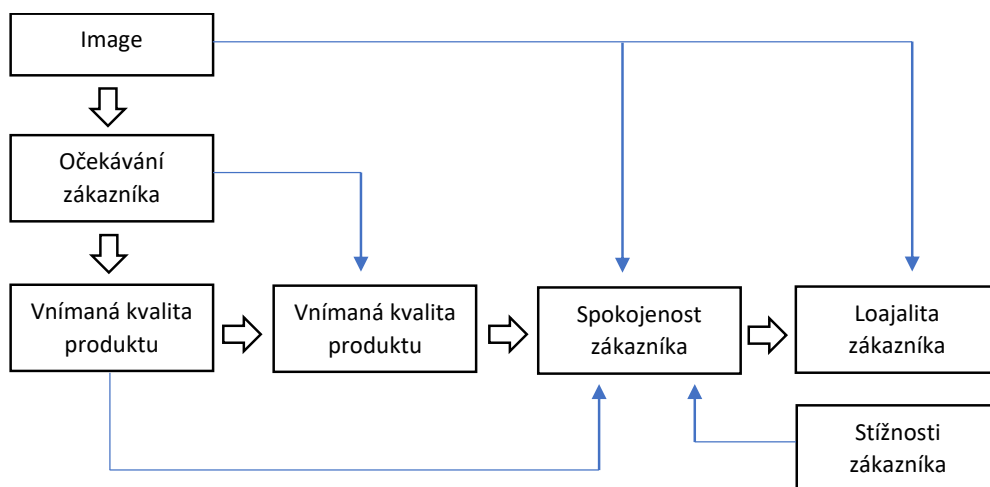 Image
Očekávání
zákazníka
Vnímaná kvalita
produktu
Vnímaná kvalita
produktu
Spokojenost
zákazníka
Loajalita
zákazníka
Stížnosti
zákazníka